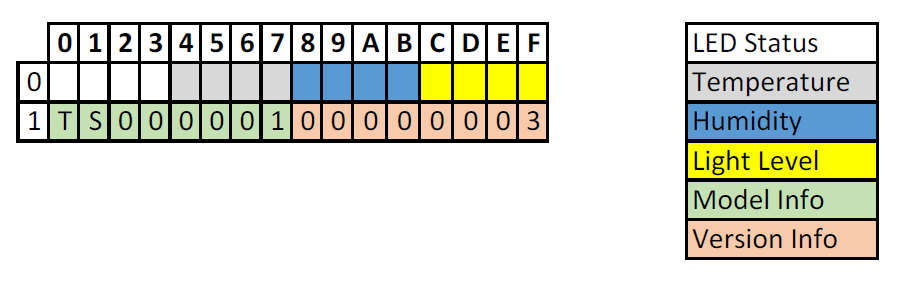 0 1 2 3 4 5 6 7 8 9 A B C D E F
0
1 T S 0 0 0 0 0 1 0 0 0 0 0 0 0 3
LED Status
Temperature
Humidity
Light Level
Model Info
Version Info